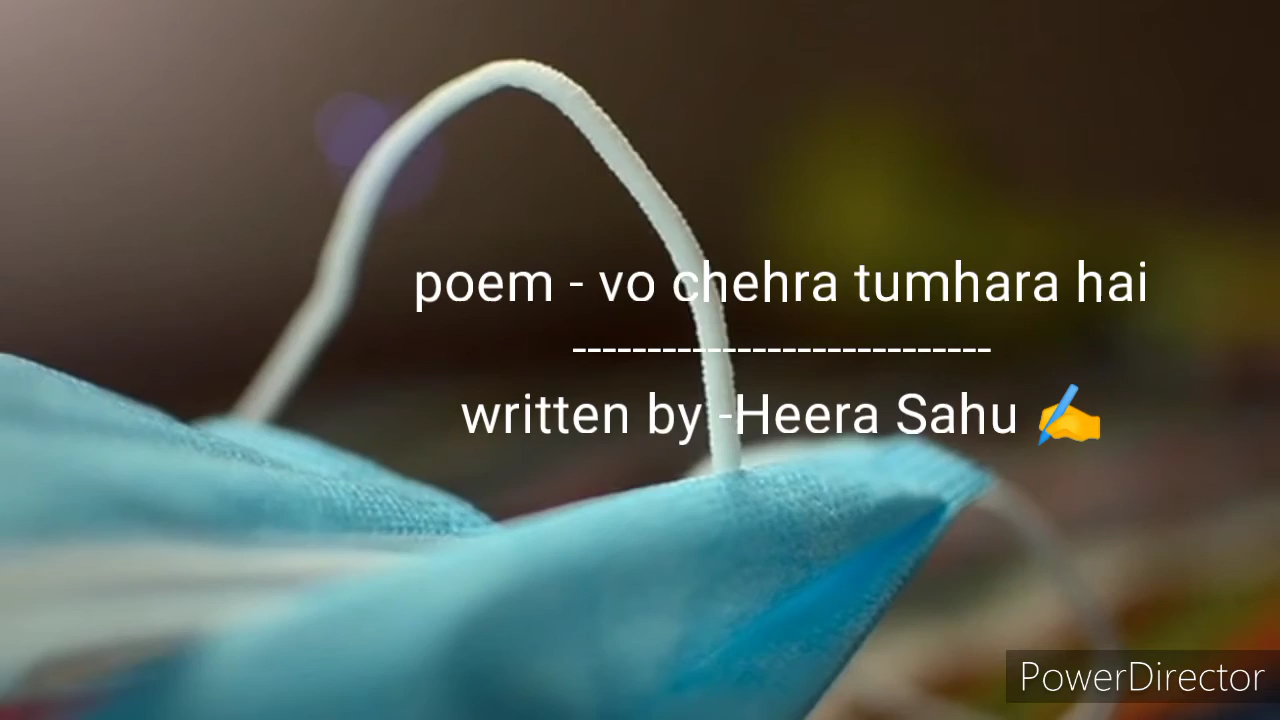 poem - vo chehra tumhara hai
----------------------------
written by -Heera Sahu ✍️
PowerDirector